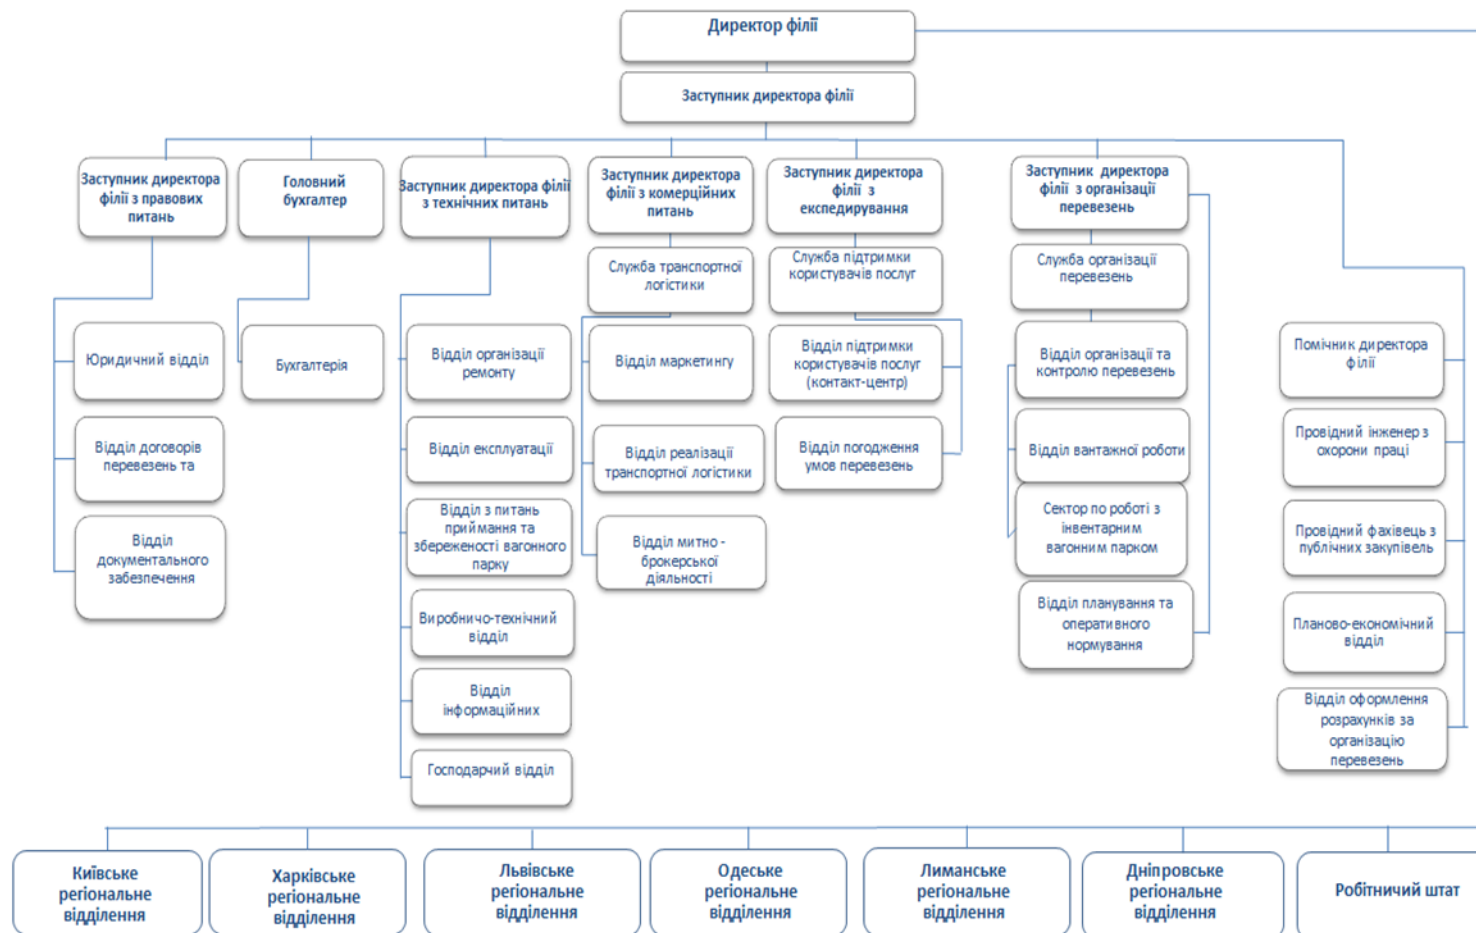 Директор філії
Заступник директора філії
Заступник директора
філії з правових
питань
Головний
бухгалтер
Заступник директора філії
з технічних питань
Заступник директора
філії з комерційних
питань
Заступник директора
філії з
експедирування
Заступник директора
філії з організації
перевезень
Служба транспортної
логістики
Служба підтримки
користувачів послуг
Служба організації
перевезень
Юридичний відділ
Відділ договорів
перевезень та
Відділ
документального
забезпечення
Бухгалтерія
Відділ організації
ремонту
Відділ експлуатації
Відділ з питань
приймання та
збереженості вагонного
парку
Виробничо-технічний
відділ
Відділ
інформаційних
Господарчий відділ
Відділ маркетингу
Відділ реалізації
транспортної логістики
Відділ митно -
брокерської
діяльності
Відділ підтримки
користувачів послуг
(контакт-центр)
Відділ погодження
умов перевезень
Відділ організації та
контролю перевезень
Відділ вантажної роботи
Сектор по роботі з
інвентарним
вагонним парком
Відділ планування та
оперативного
нормування
Помічник директора
філії
Провідний інженер з
охорони праці
Провідний фахівець з
публічних закупівель
Планово-економічний
відділ
Відділ оформлення
розрахунків за
організацію
перевезень
Київське
регіональне
відділення
Харківське
регіональне
відділення
Львівське
регіональне
відділення
Одеське
регіональне
відділення
Лиманське
регіональне
відділення
Дніпровське
регіональне
відділення
Робітничий штат